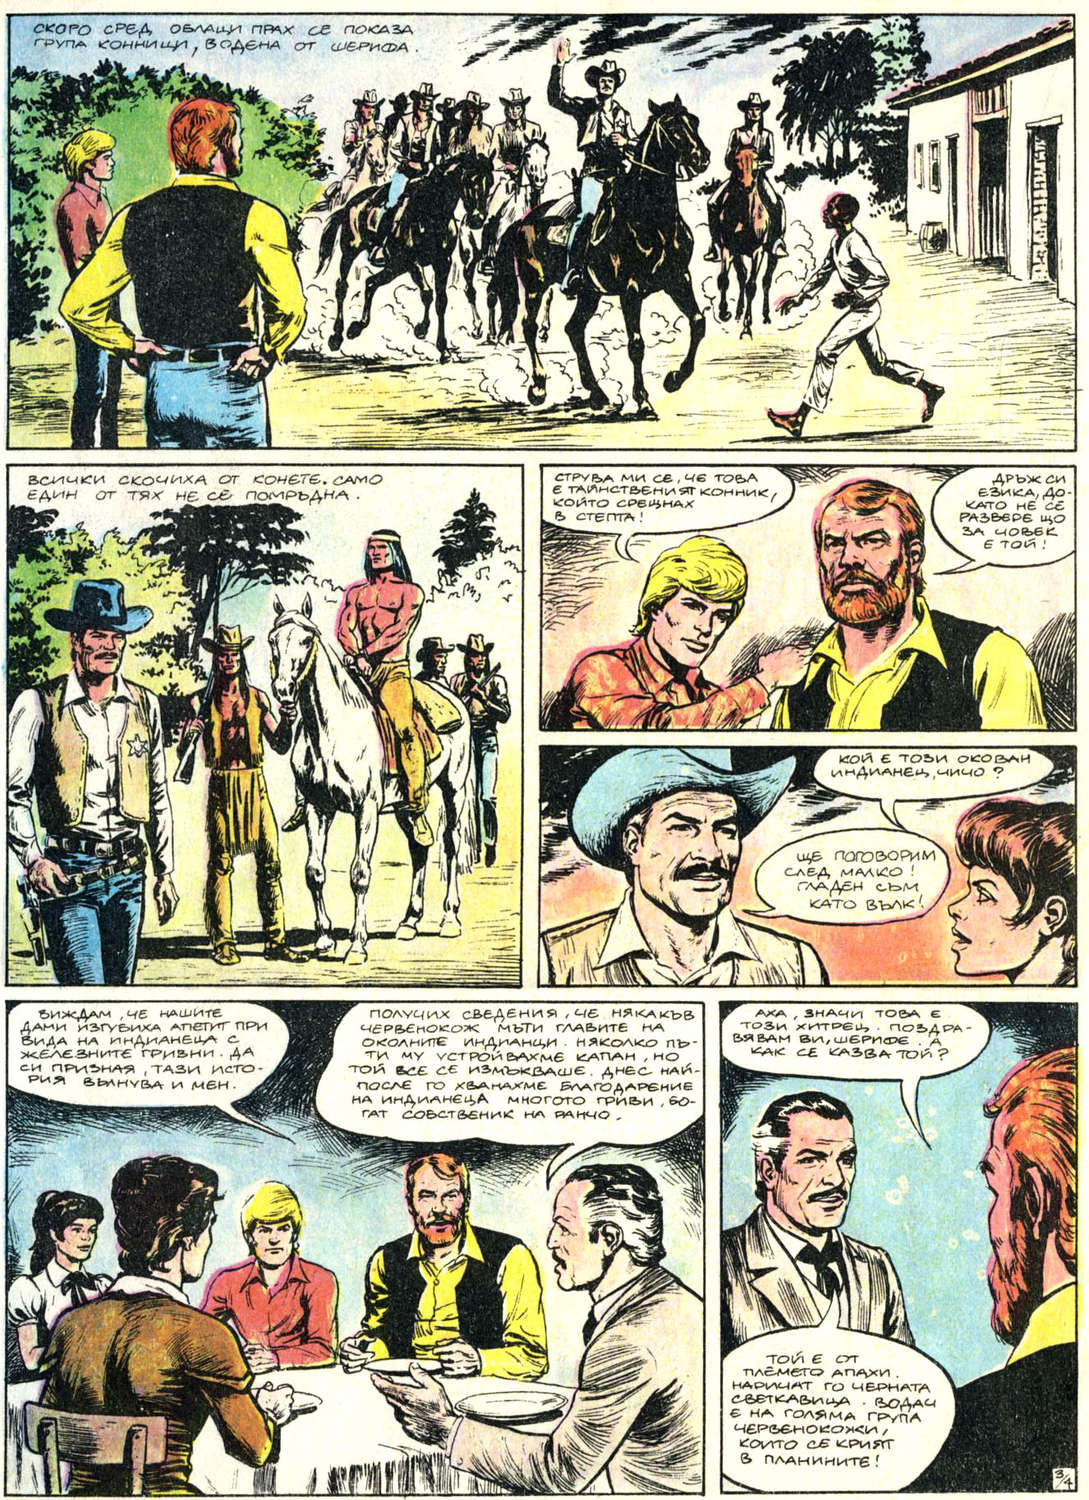 СКОРО СРЕД ОБЛАЦИ ПРАХ СЕ ПОКАЗА
ГРУПА КОННИЦИ, ВОДЕНА ОТ ШЕРИФА.
ВСИЧКИ СКОЧИХА ОТ КОНЕТЕ. САМО
ЕДИН ОТ ТЯХ НЕ СЕ ПОМРЪДНА.
СТРУВА МИ СЕ, ЧЕ ТОВА
Е ТАЙНСТВЕНИЯТ КОННИК,
КОЙТО СРЕЩНАХ
В СТЕПТА!
ДРЪЖ СИ
ЕЗИКА, ДО-
КАТО НЕ СЕ
РАЗБЕРЕ ЩО
ЗА ЧОВЕК
Е ТОЙ!
КОЙ Е ТОЗИ ОКОВАН
ИНДИАНЕЦ, ЧИЧО?
ЩЕ ПОГОВОРИМ
СЛЕД МАЛКО!
ГЛАДЕН СЪМ
КАТО ВЪЛК!
ВИЖДАМ, ЧЕ НАШИТЕ
ДАМИ ИЗГУБИХА АПЕТИТ ПРИ
ВИДА НА ИНДИАНЕЦА С
ЖЕЛЕЗНИТЕ ГРИВНИ. ДА
СИ ПРИЗНАЯ, ТАЗИ ИСТО-
РИЯ ВЪЛНУВА И МЕН.
ПОЛУЧИХ СВЕДЕНИЯ, ЧЕ НЯКАКЪВ
ЧЕРВЕНОКОЖ МЪТИ ГЛАВИТЕ НА
ОКОЛНИТЕ ИНДИАНЦИ. НЯКОЛКО ПЪ-
ТИ МУ УСТРОЙВАХМЕ КАПАН, НО
ТОЙ ВСЕ СЕ ИЗМЪКВАШЕ. ДНЕС НАЙ-
ПОСЛЕ ГО ХВАНАХМЕ БЛАГОДАРЕНИЕ
НА ИНДИАНЕЦА МНОГОТО ГРИВИ, БО-
ГАТ СОБСТВЕНИК НА РАНЧО.
АХА, ЗНАЧИ ТОВА Е
ТОЗИ ХИТРЕЦ. ПОЗДРА-
ВЯВАМ ВИ, ШЕРИФЕ. А
КАК СЕ КАЗВА ТОЙ?
ТОЙ Е ОТ
ПЛЕМЕТО АПАХИ.
НАРИЧАТ ГО ЧЕРНАТА
СВЕТКАВИЦА. ВОДАЧ
Е НА ГОЛЯМА ГРУПА
ЧЕРВЕНОКОЖИ,
КОИТО СЕ КРИЯТ
В ПЛАНИНИТЕ!
3/4